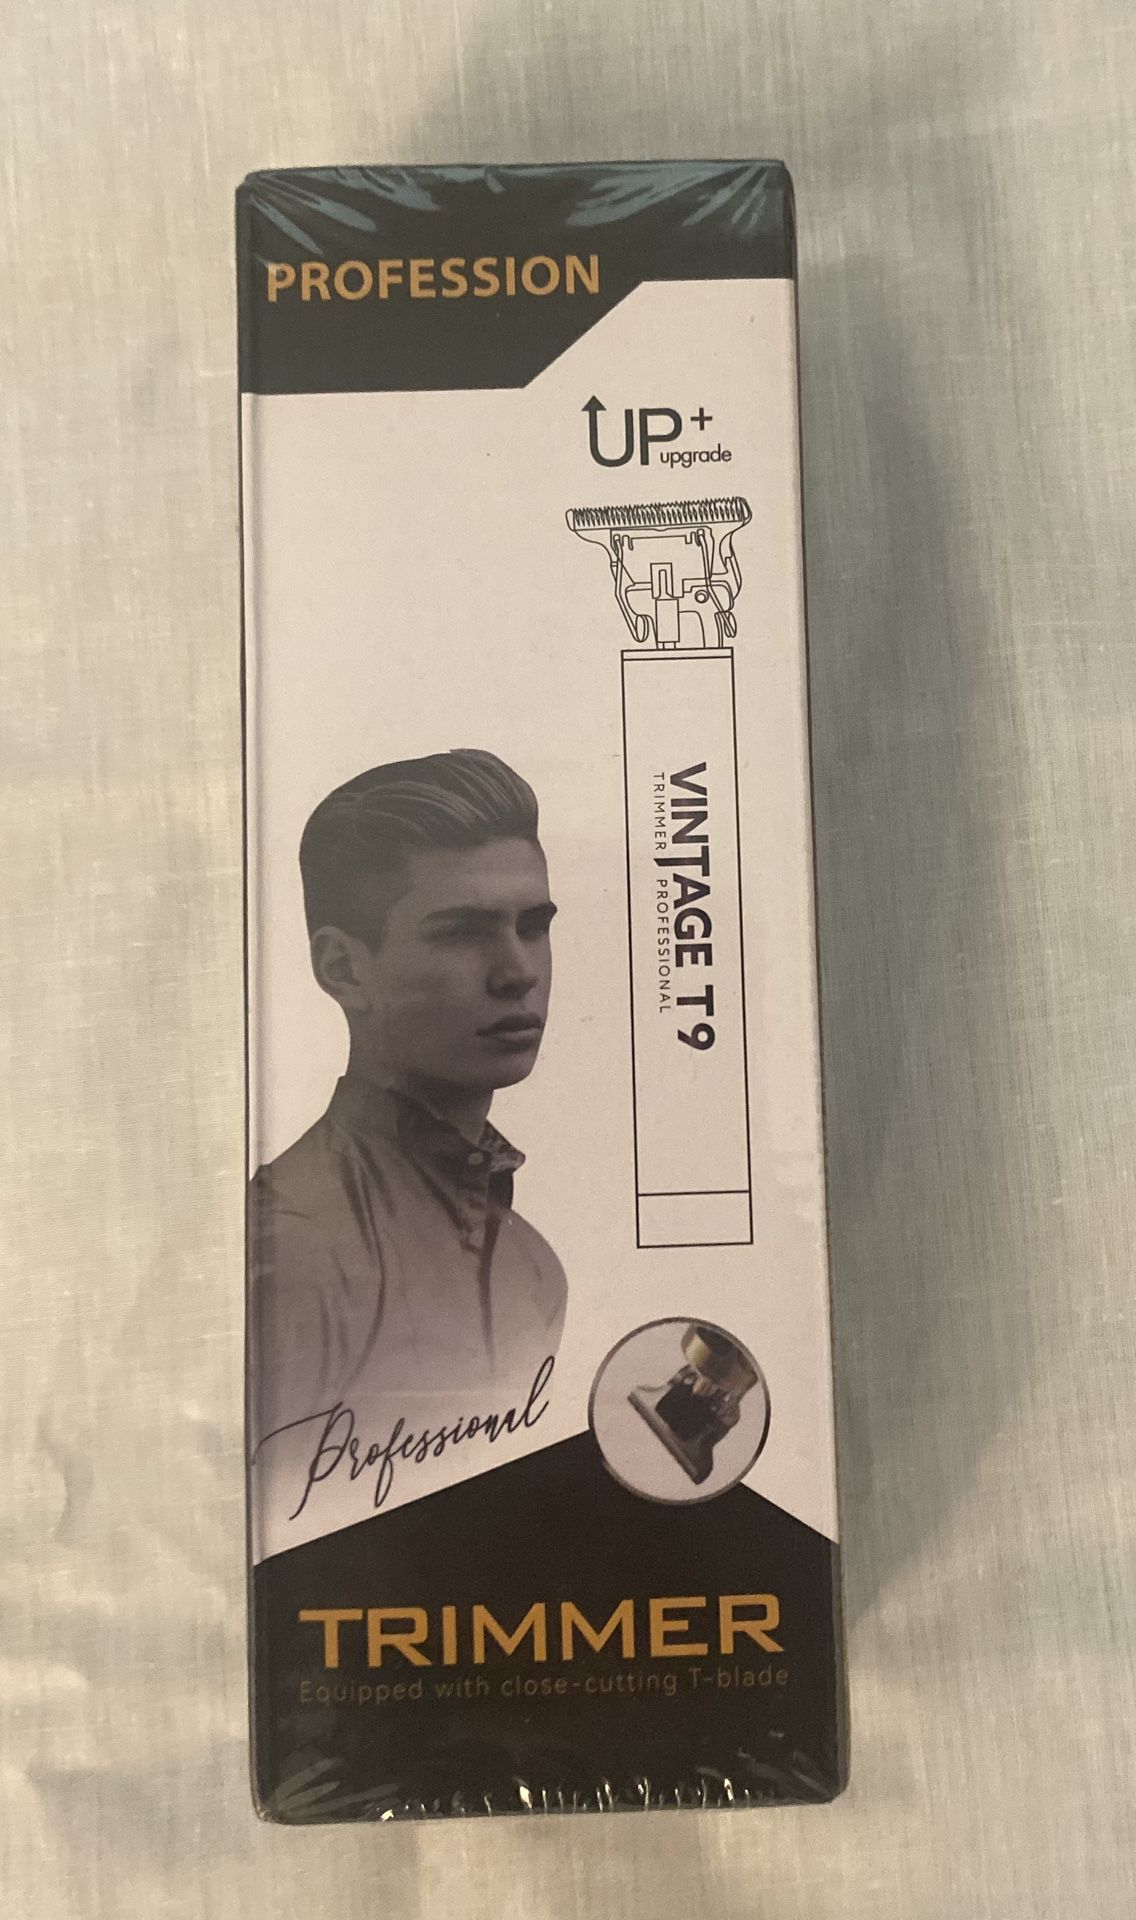 PROFESSION
UP+
upgrade
VINTAGE T9
TRIMMER PROFESSIONAL
Professional
TRIMMER
Equipped with close-cutting T-blade